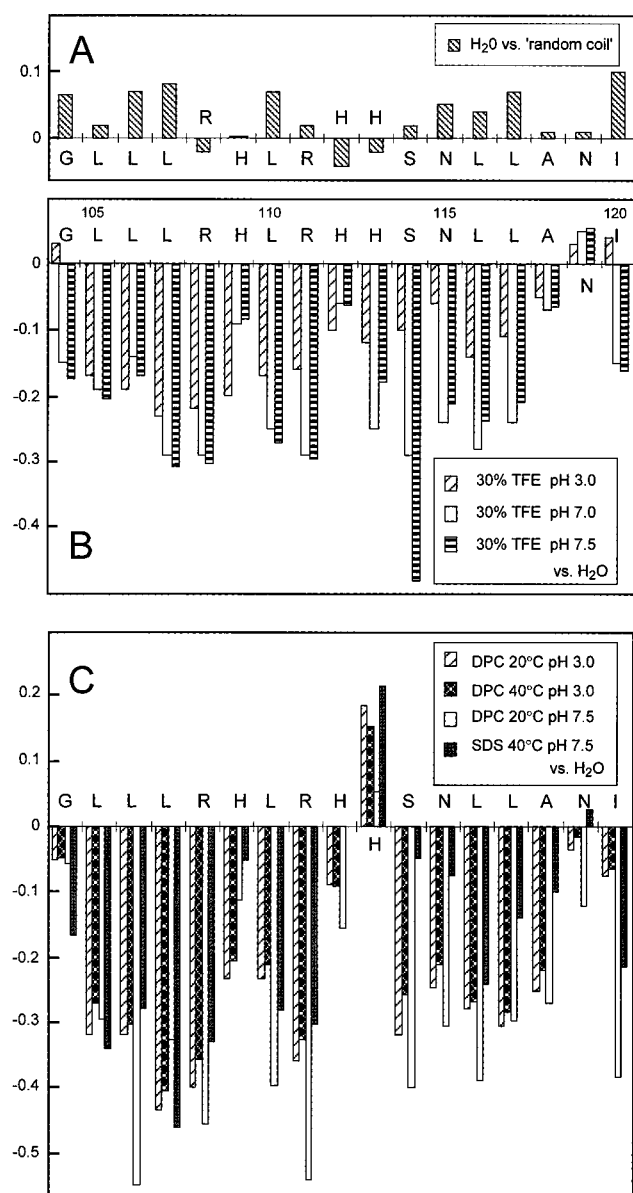 A
H20 vs. 'random coil'
0.1
R H H
0
G L L L H L R S N L L A N I
105 110 115 120
G L L L R H L R H H S N L L A I
0
N
-0.1
-0.2
-0.3
30% TFE pH 3.0
-0.4
30% TFE pH 7.0
30% TFE pH 7.5
B
vs. H2O
C
DPC 20°C pH 3.0
0.2
DPC 40°C pH 3.0
DPC 20°C pH 7.5
0.1
SDS 40°C pH 7.5
vs. H2O
G L L L R H L R H S N L L A N I
0
H
-0.1
-0.2
-0.3
-0.4
-0.5